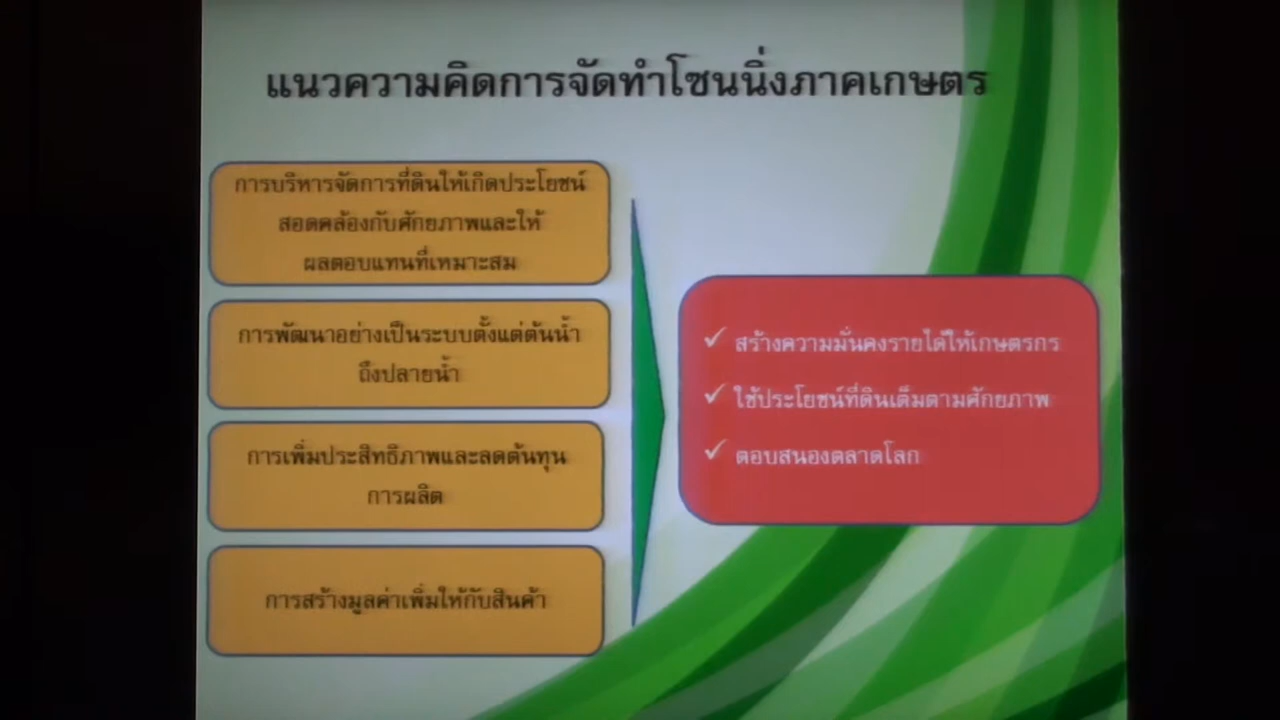 แนวความคิดการจัดทำโซนนิ่งภาคเกษตร
การบริหารจัดการที่ดินให้เกิดประโยชน์
สอดคล้องกับศักยภาพและให้
ผลตอบแทนที่เหมาะสม
การพัฒนาอย่างเป็นระบบตั้งแต่ต้นน้ำ
ถึงปลายน้ำ
การเพิ่มประสิทธิภาพและลดต้นทุน
การผลิต
การสร้างมูลค่าเพิ่มให้กับสินค้า
✓ สร้างความมั่นคงรายได้ให้เกษตรกร
✓ ใช้ประโยชน์ที่ดินเต็มตามศักยภาพ
✓ ตอบสนองตลาดโลก